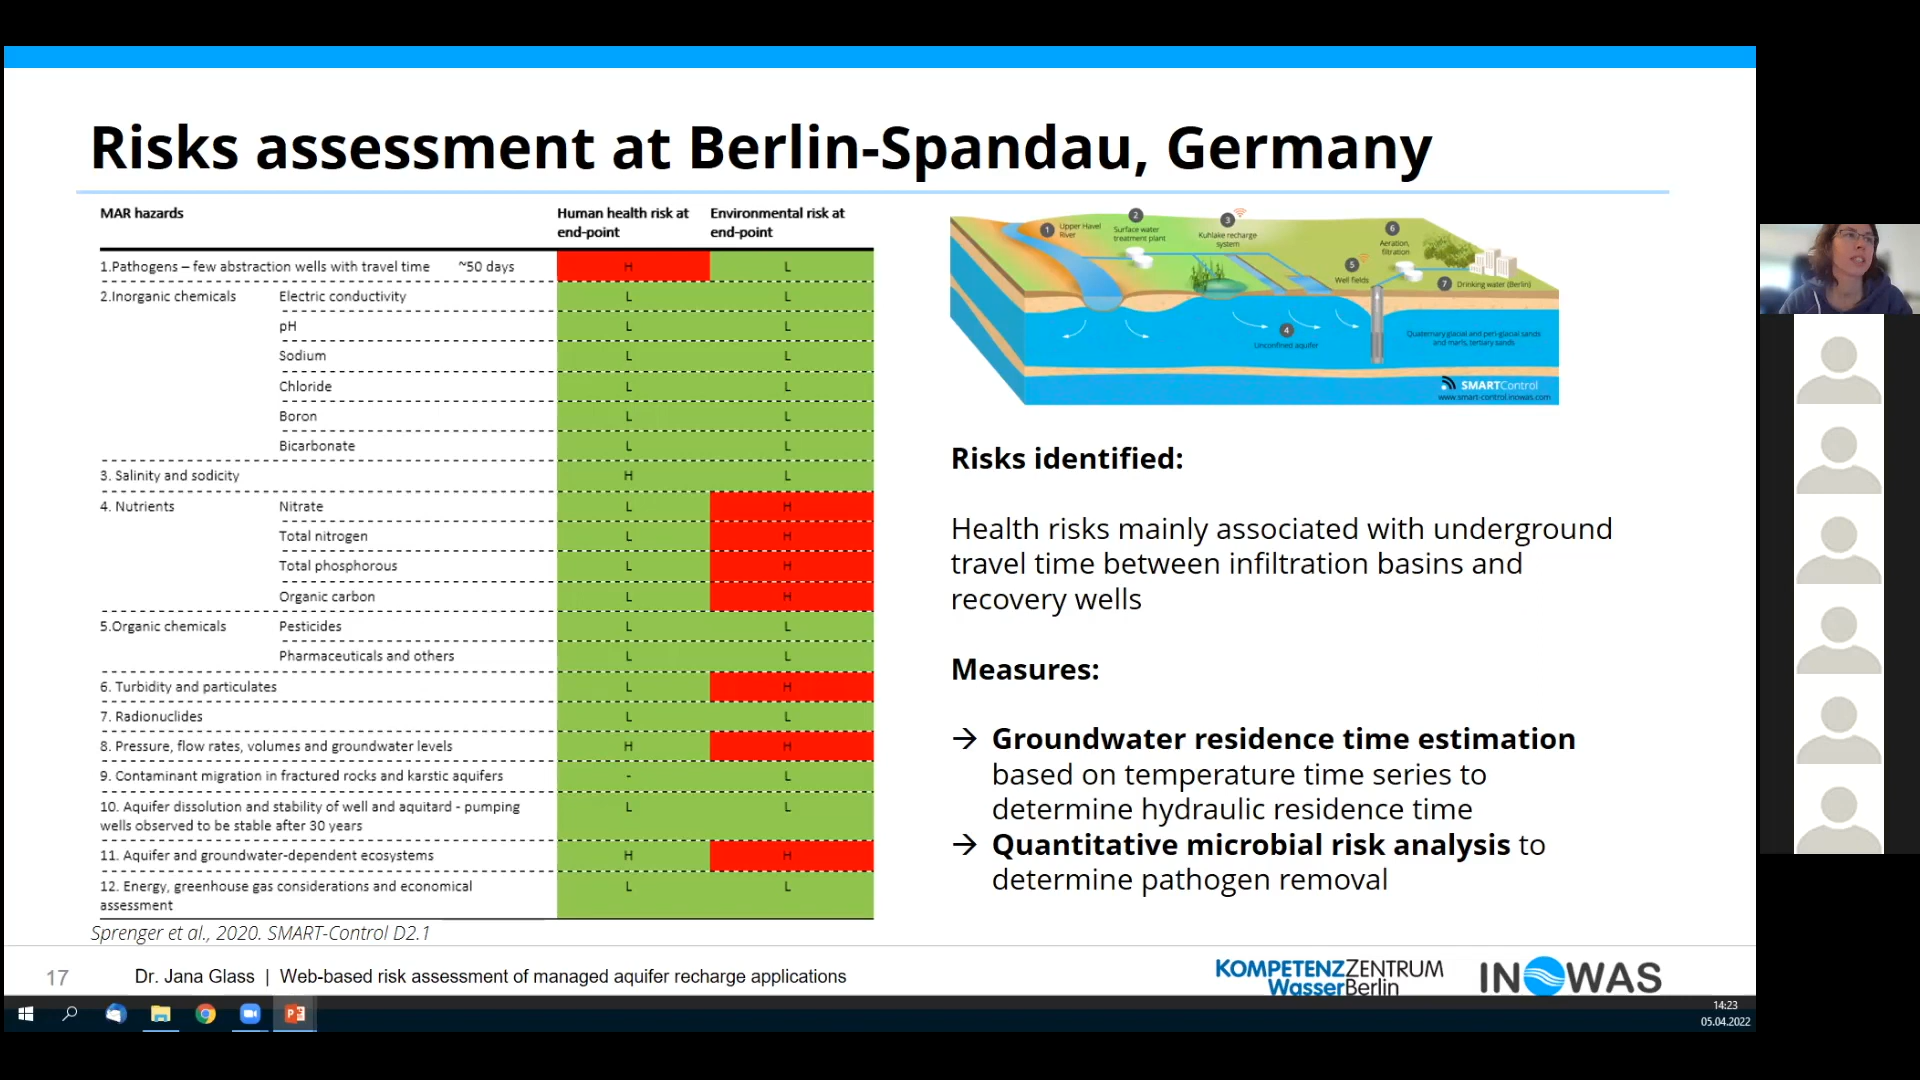 Risks assessment at Berlin-Spandau, Germany
MAR hazards Human health risk at Environmental risk at
end-point end-point
1.Pathogens – few abstraction wells with travel time ~50 days H L
2.Inorganic chemicals Electric conductivity L L
pH L L
Sodium L L
Chloride L L
Boron L L
Bicarbonate L L
3. Salinity and sodicity H L
4. Nutrients Nitrate L H
Total nitrogen L H
Total phosphorous L H
Organic carbon L H
5.Organic chemicals Pesticides L L
Pharmaceuticals and others L L
6. Turbidity and particulates L H
7. Radionuclides L L
8. Pressure, flow rates, volumes and groundwater levels H H
9. Contaminant migration in fractured rocks and karstic aquifers - L
10. Aquifer dissolution and stability of well and aquitard - pumping L L
wells observed to be stable after 30 years
11. Aquifer and groundwater-dependent ecosystems H H
12. Energy, greenhouse gas considerations and economical L L
assessment
Sprenger et al., 2020. SMART-Control D2.1
1 Upper Havel
River
2
Surface water
treatment plant
3
Kuhlake recharge
system
6
Aeration,
filtration
5
Well fields
7 Drinking water (Berlin)
4
Unconfined aquifer
Quaternary glacial and peri-glacial sands
and marls, tertiary sands
SMARTControl
www.smart-control.inowas.com
Risks identified:
Health risks mainly associated with underground
travel time between infiltration basins and
recovery wells
Measures:
→ Groundwater residence time estimation
based on temperature time series to
determine hydraulic residence time
→ Quantitative microbial risk analysis to
determine pathogen removal
17 Dr. Jana Glass | Web-based risk assessment of managed aquifer recharge applications
KOMPETENZZENTRUM
WasserBerlin
INOWAS
14:23
05.04.2022